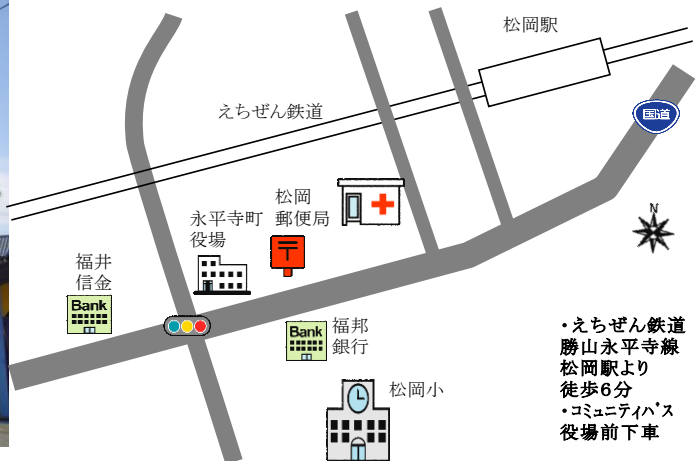 松岡駅
国道
えちぜん鉄道
N
松岡
郵便局
永平寺町
役場
福井
信金
Bank
Bank
福邦
銀行
松岡小
・えちぜん鉄道
勝山永平寺線
松岡駅より
徒歩6分
・コミュニティバス
役場前下車